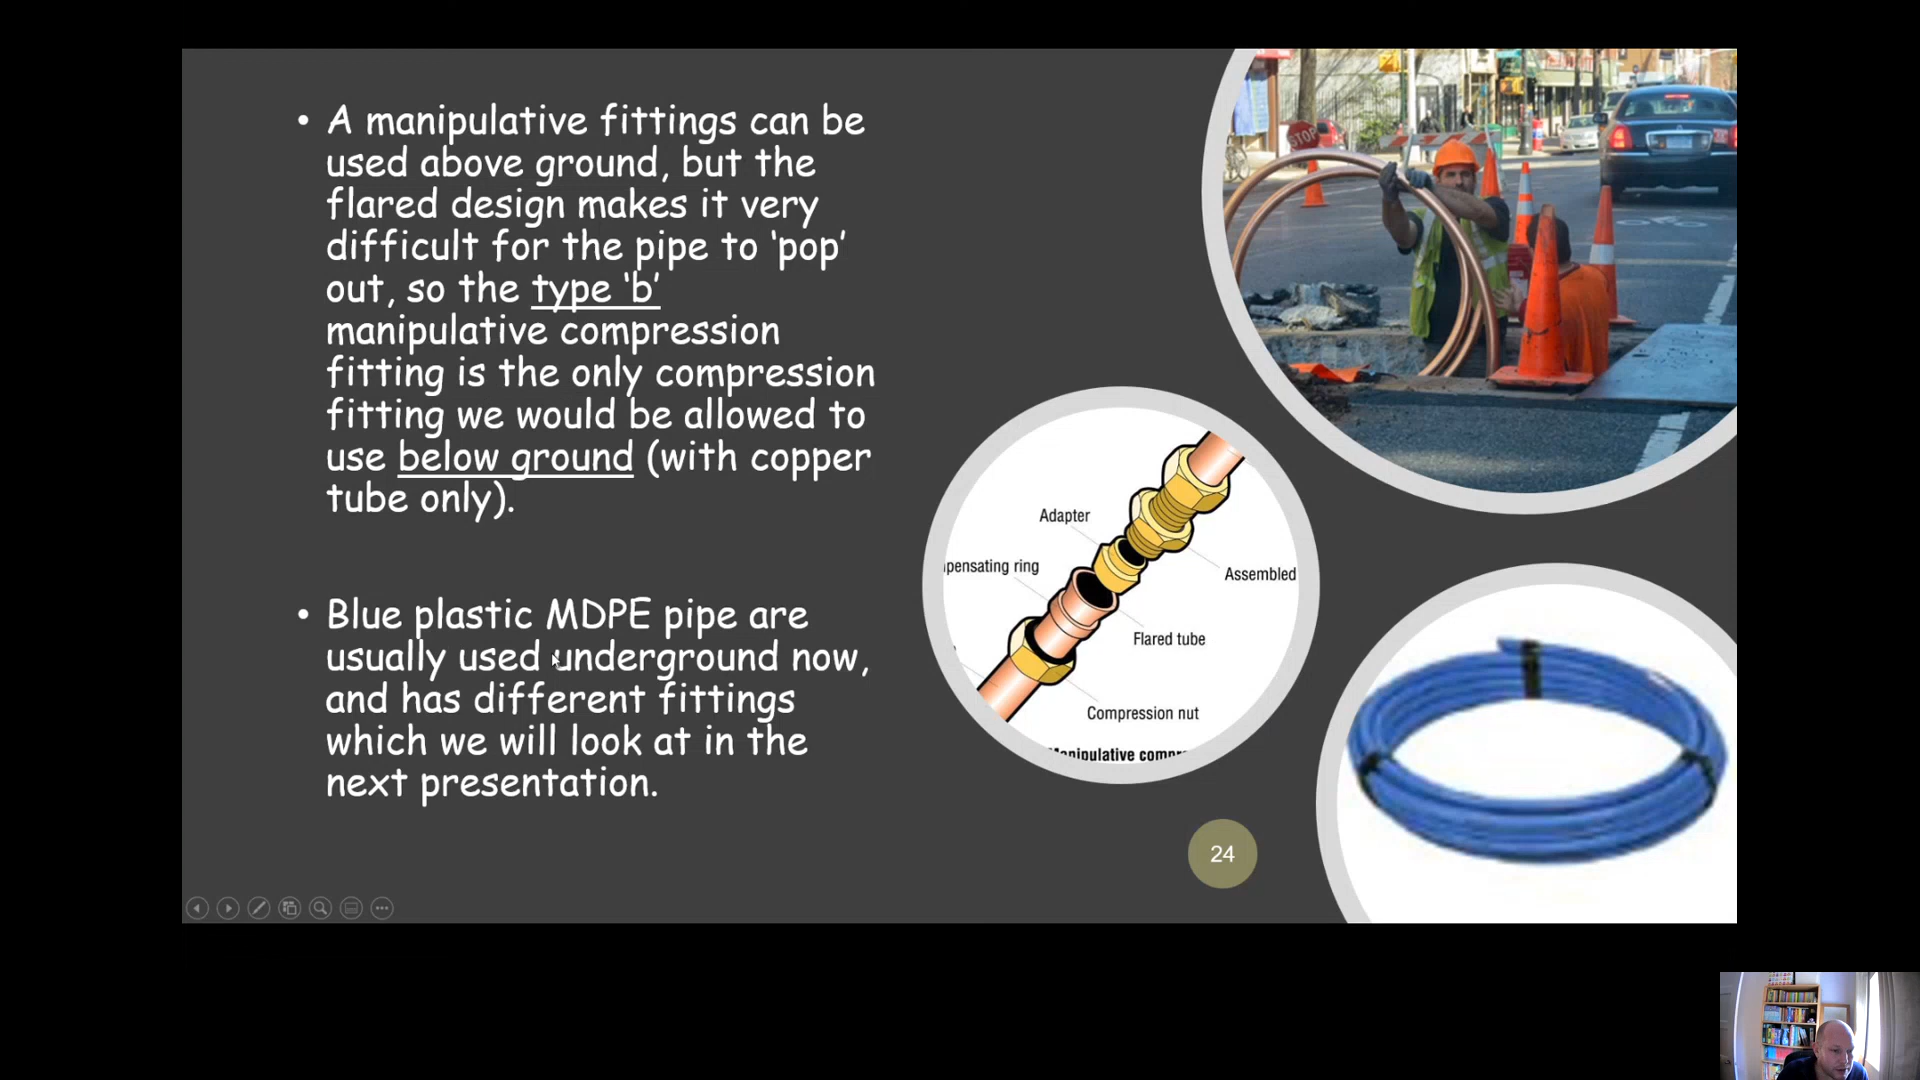 • A manipulative fittings can be
used above ground, but the
flared design makes it very
difficult for the pipe to ‘pop’
out, so the type ‘b’
manipulative compression
fitting is the only compression
fitting we would be allowed to
use below ground (with copper
tube only).
• Blue plastic MDPE pipe are
usually used underground now,
and has different fittings
which we will look at in the
next presentation.
STOP
Adapter
pensating ring
Assembled
Flared tube
Compression nut
Manipulative compr
24